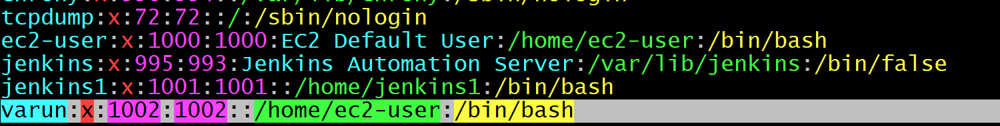 tcpdump:x:72:72::/:/sbin/nologin
ec2-user:x:1000:1000:EC2 Default User:/home/ec2-user:/bin/bash
jenkins:x:995:993:Jenkins Automation Server:/var/lib/jenkins:/bin/false
jenkins1:x:1001:1001::/home/jenkins1:/bin/bash
varun:x:1002:1002::/home/ec2-user:/bin/bash